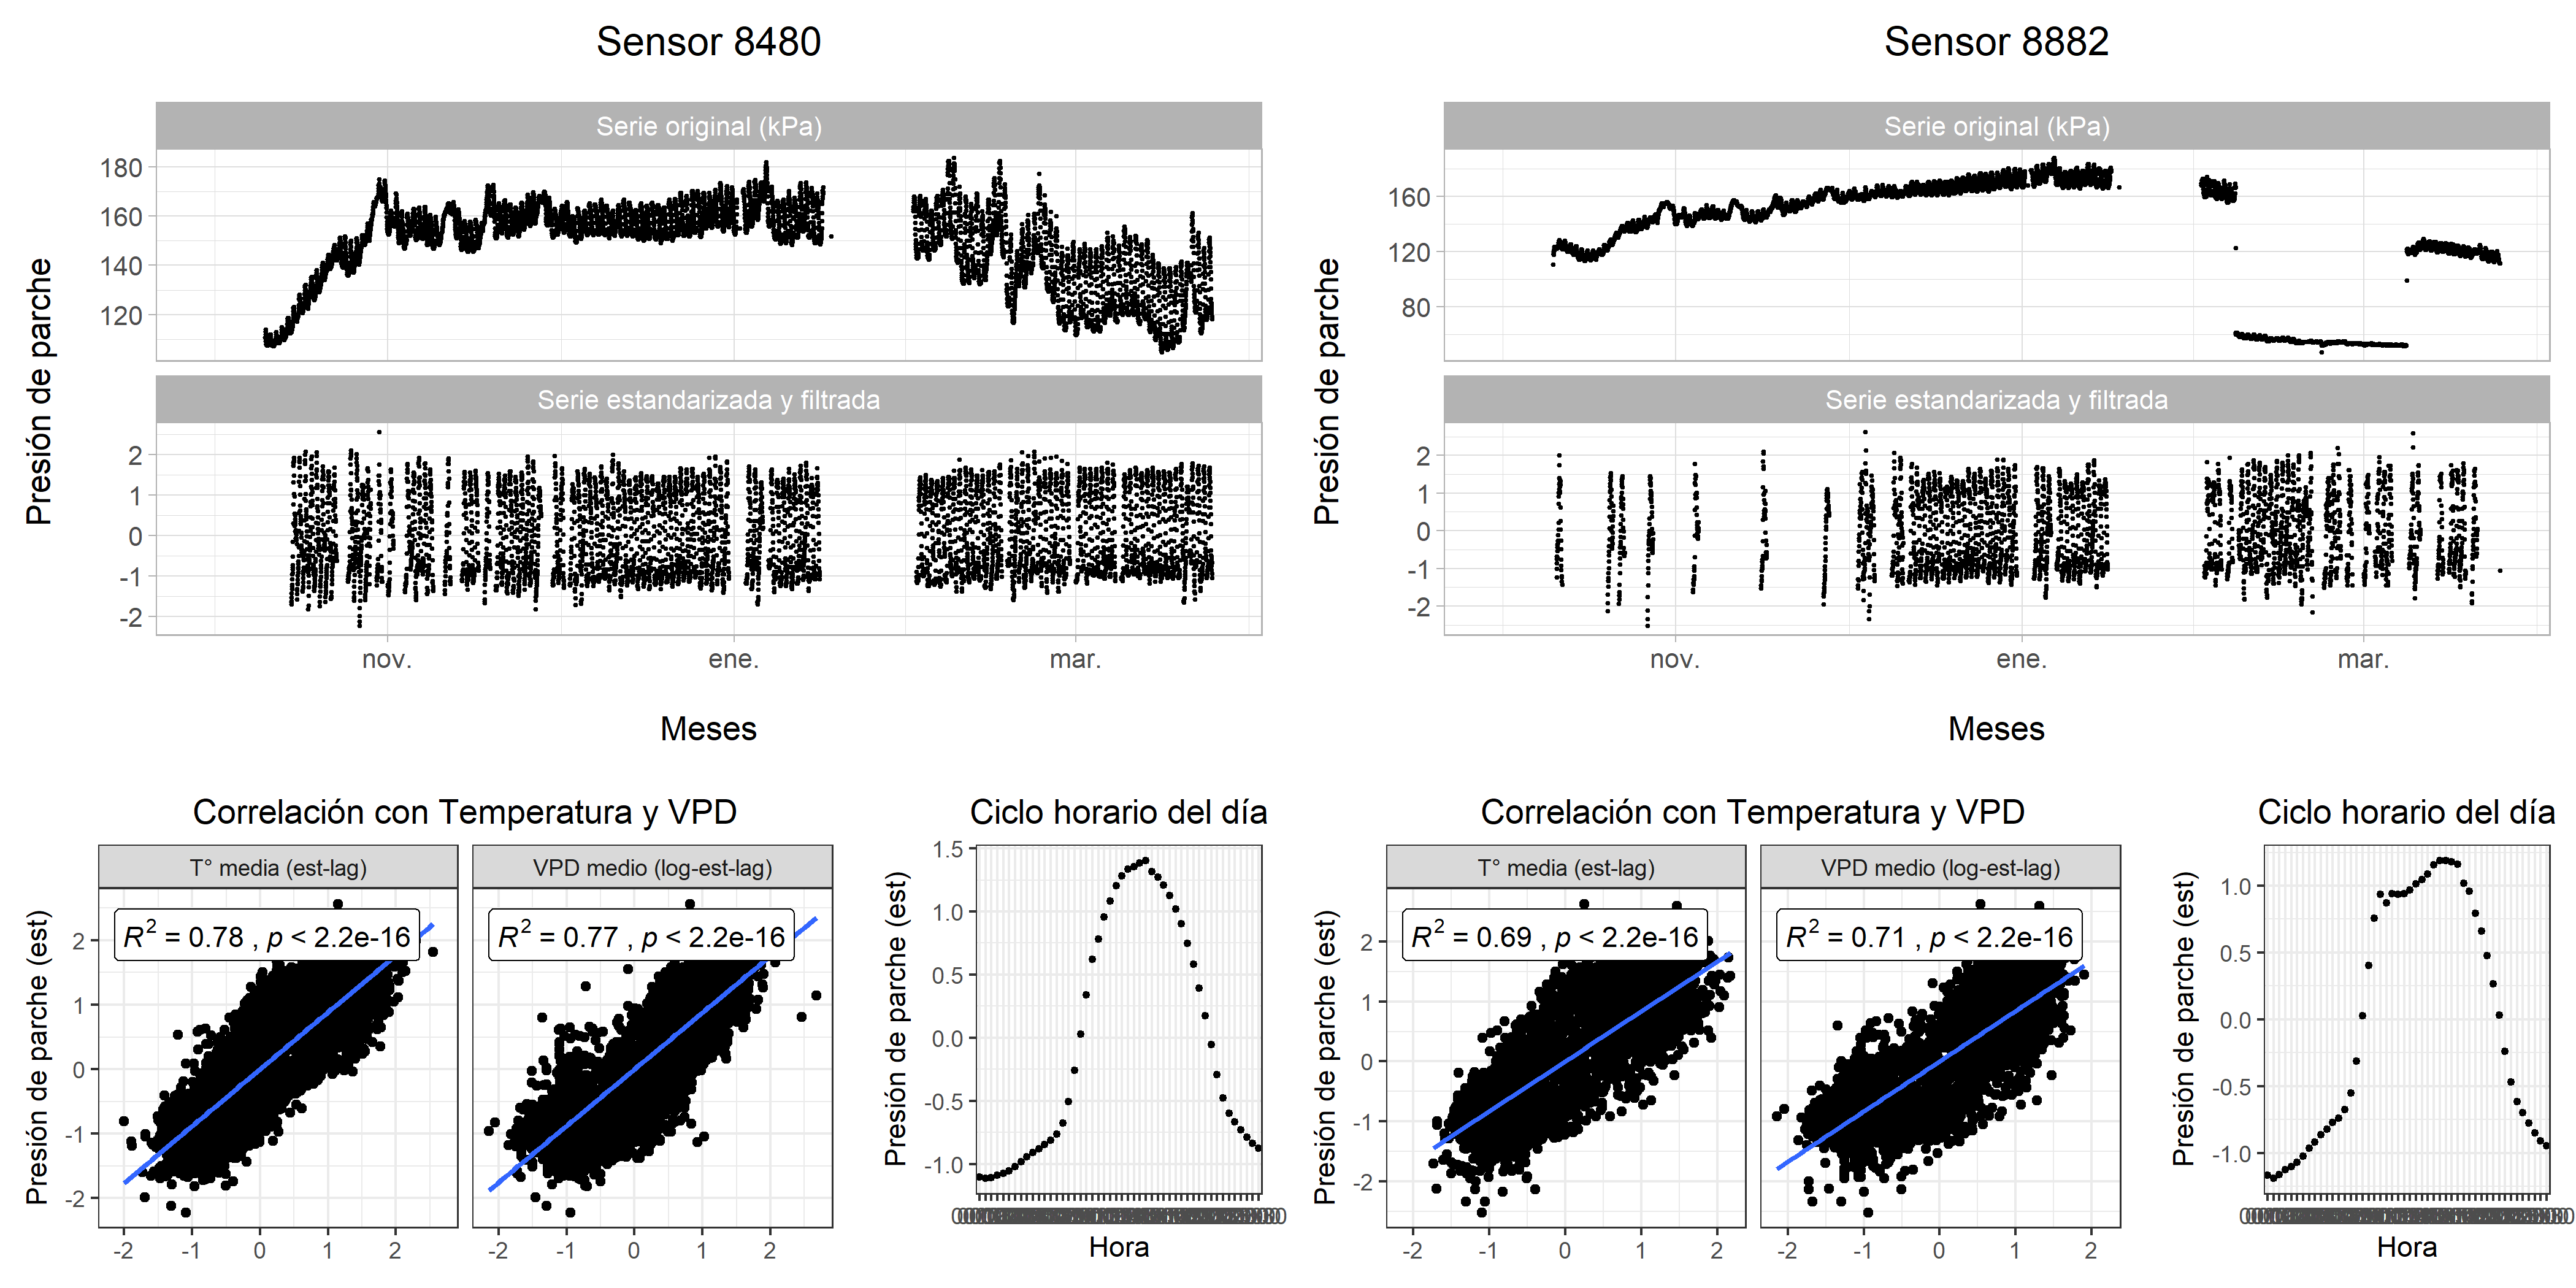 Sensor 8480
Serie original (kPa)
180
160
140
120
Presión de parche
Serie estandarizada y filtrada
2
1
0
-1
-2
nov. ene. mar.
Meses
Correlación con Temperatura y VPD
T° media (est-lag)
VPD medio (log-est-lag)
R² = 0.78 , p < 2.2e-16
R² = 0.77 , p < 2.2e-16
Presión de parche (est)
2
1
0
-1
-2
-2 -1 0 1 2
-2 -1 0 1 2
Ciclo horario del día
Presión de parche (est)
1.5
1.0
0.5
0.0
-0.5
-1.0
Hora
Sensor 8882
Serie original (kPa)
160
120
80
Presión de parche
Serie estandarizada y filtrada
2
1
0
-1
-2
nov. ene. mar.
Meses
Correlación con Temperatura y VPD
T° media (est-lag)
VPD medio (log-est-lag)
R² = 0.69 , p < 2.2e-16
R² = 0.71 , p < 2.2e-16
Presión de parche (est)
2
1
0
-1
-2
-2 -1 0 1 2
-2 -1 0 1 2
Ciclo horario del día
Presión de parche (est)
1.0
0.5
0.0
-0.5
-1.0
Hora